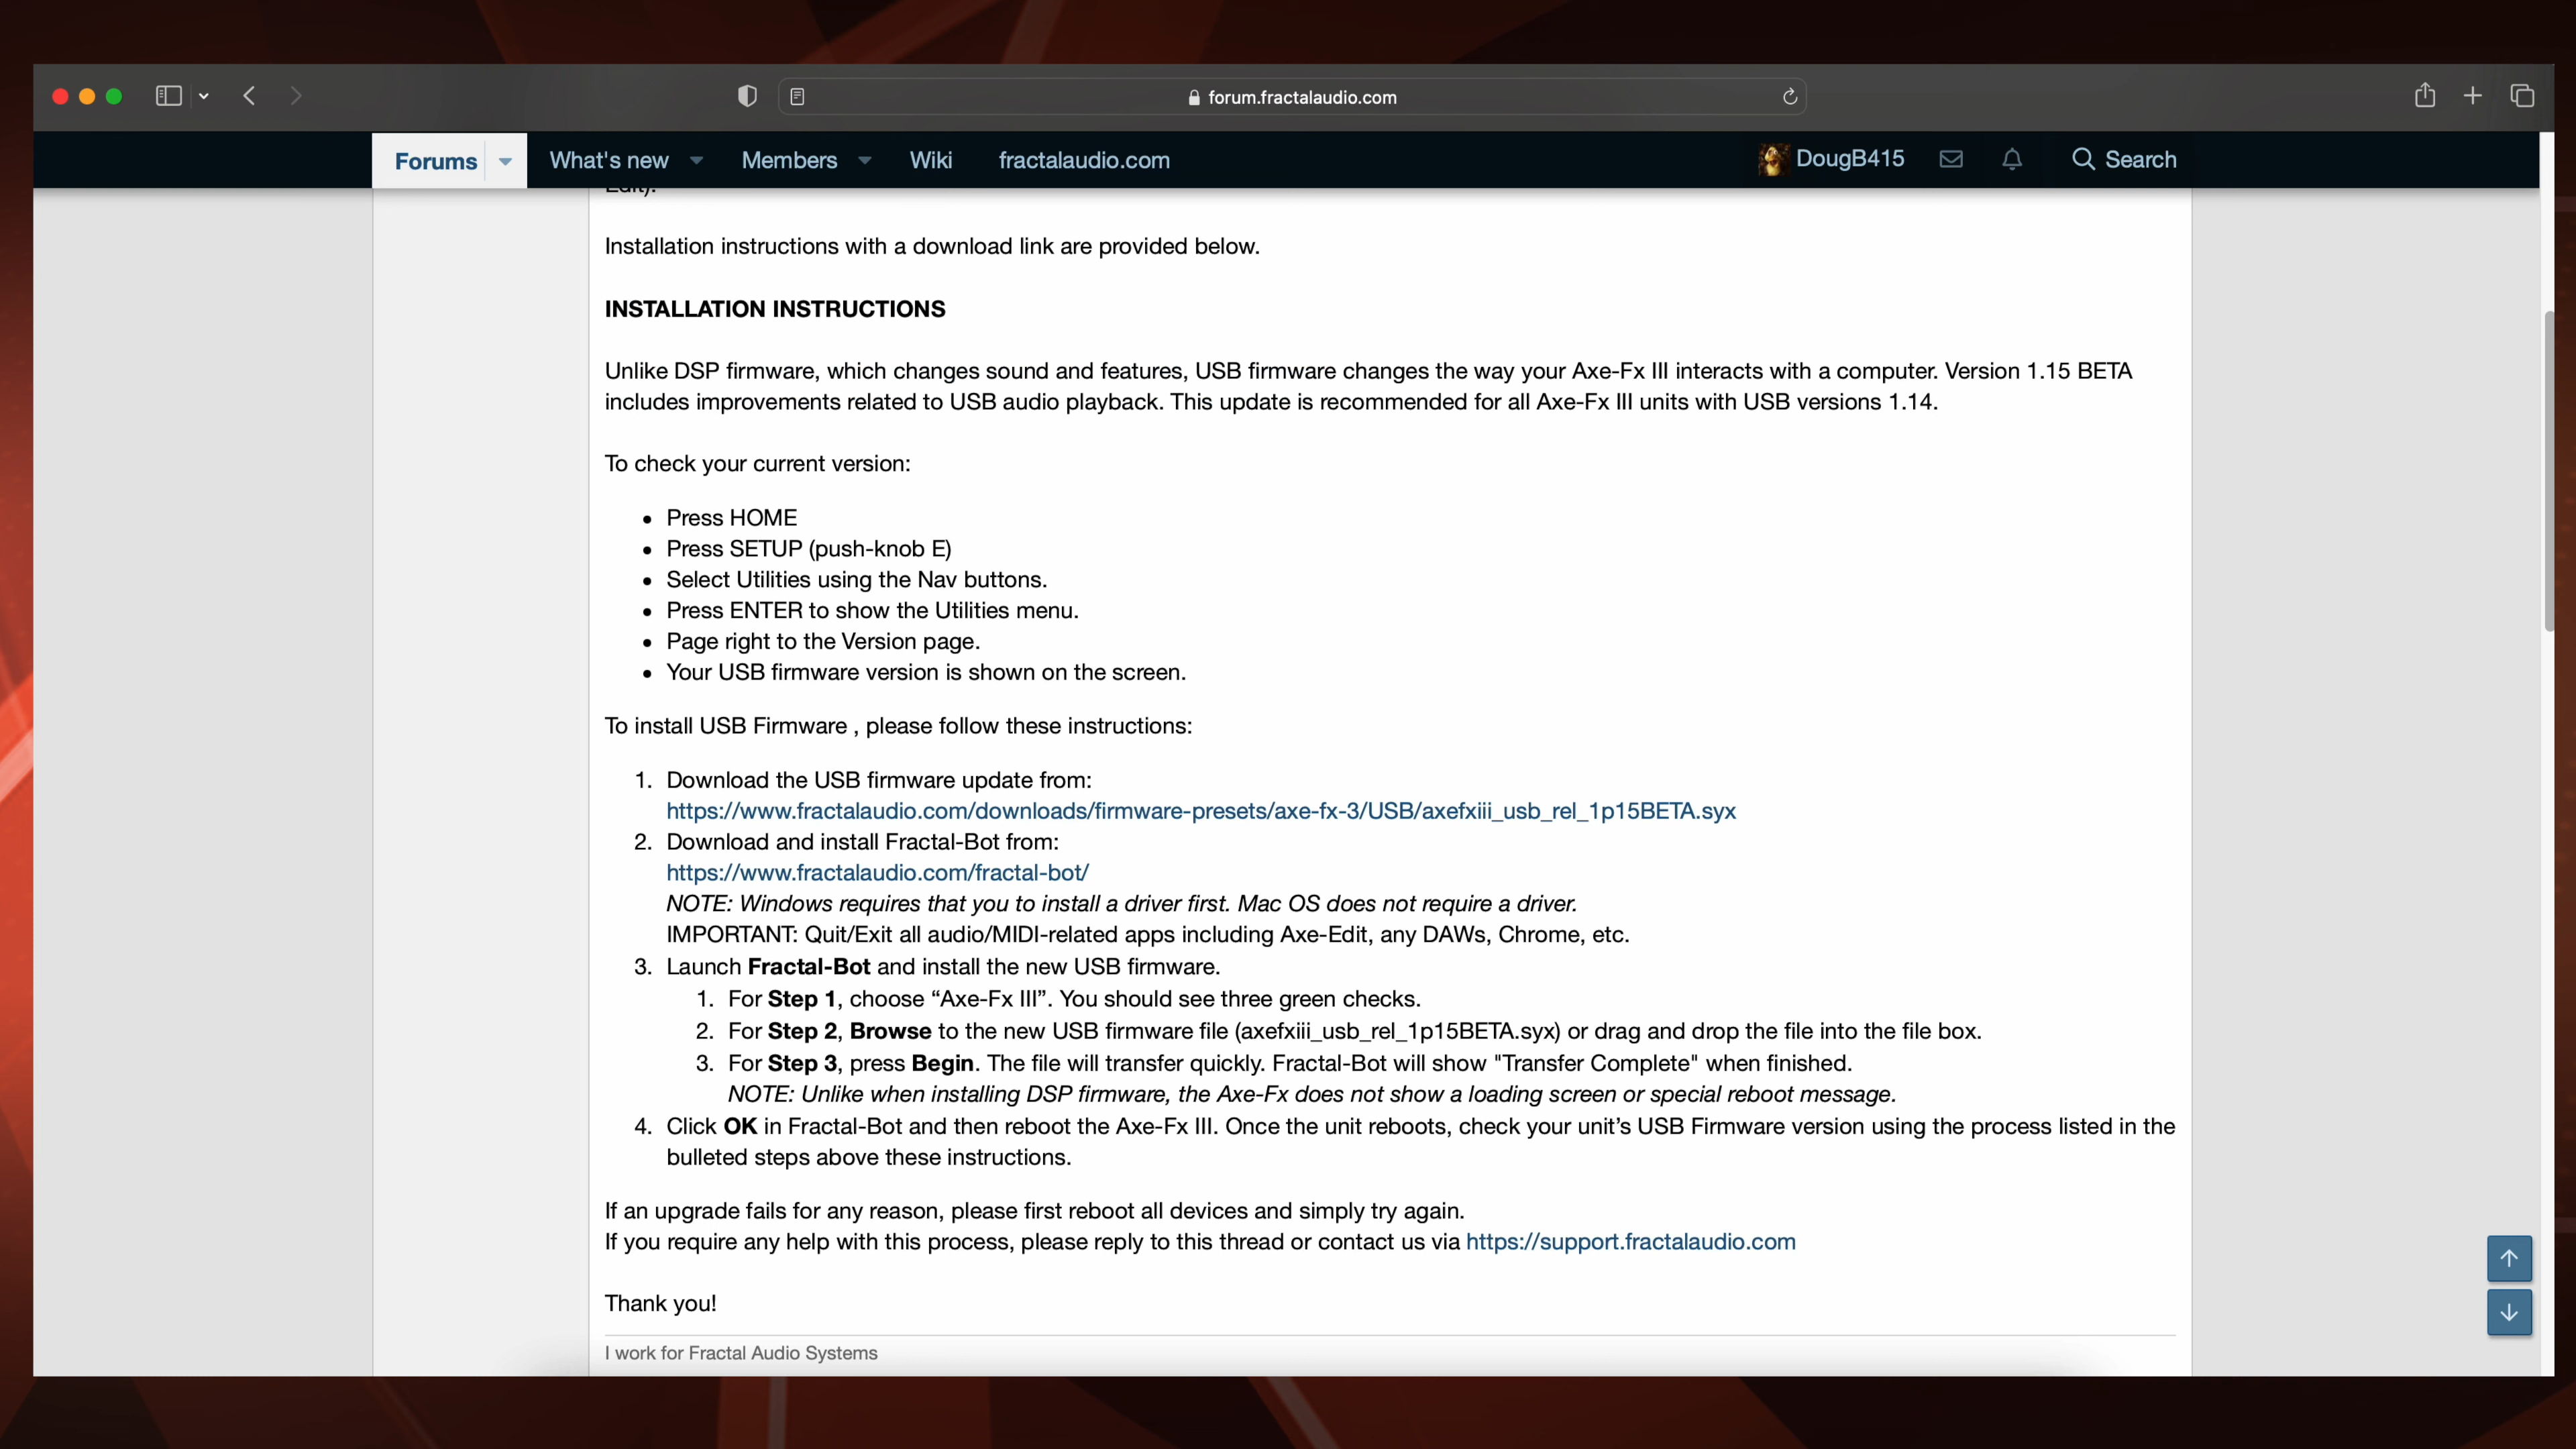 forum.fractalaudio.com
Forums What's new Members Wiki fractalaudio.com DougB415 Search
Edit).
Installation instructions with a download link are provided below.
INSTALLATION INSTRUCTIONS
Unlike DSP firmware, which changes sound and features, USB firmware changes the way your Axe-Fx III interacts with a computer. Version 1.15 BETA
includes improvements related to USB audio playback. This update is recommended for all Axe-Fx III units with USB versions 1.14.
To check your current version:
• Press HOME
• Press SETUP (push-knob E)
• Select Utilities using the Nav buttons.
• Press ENTER to show the Utilities menu.
• Page right to the Version page.
• Your USB firmware version is shown on the screen.
To install USB Firmware , please follow these instructions:
1. Download the USB firmware update from:
https://www.fractalaudio.com/downloads/firmware-presets/axe-fx-3/USB/axefxiii_usb_rel_1p15BETA.syx
2. Download and install Fractal-Bot from:
https://www.fractalaudio.com/fractal-bot/
NOTE: Windows requires that you to install a driver first. Mac OS does not require a driver.
IMPORTANT: Quit/Exit all audio/MIDI-related apps including Axe-Edit, any DAWs, Chrome, etc.
3. Launch Fractal-Bot and install the new USB firmware.
1. For Step 1, choose “Axe-Fx III”. You should see three green checks.
2. For Step 2, Browse to the new USB firmware file (axefxiii_usb_rel_1p15BETA.syx) or drag and drop the file into the file box.
3. For Step 3, press Begin. The file will transfer quickly. Fractal-Bot will show "Transfer Complete" when finished.
NOTE: Unlike when installing DSP firmware, the Axe-Fx does not show a loading screen or special reboot message.
4. Click OK in Fractal-Bot and then reboot the Axe-Fx III. Once the unit reboots, check your unit’s USB Firmware version using the process listed in the
bulleted steps above these instructions.
If an upgrade fails for any reason, please first reboot all devices and simply try again.
If you require any help with this process, please reply to this thread or contact us via https://support.fractalaudio.com
Thank you!
I work for Fractal Audio Systems